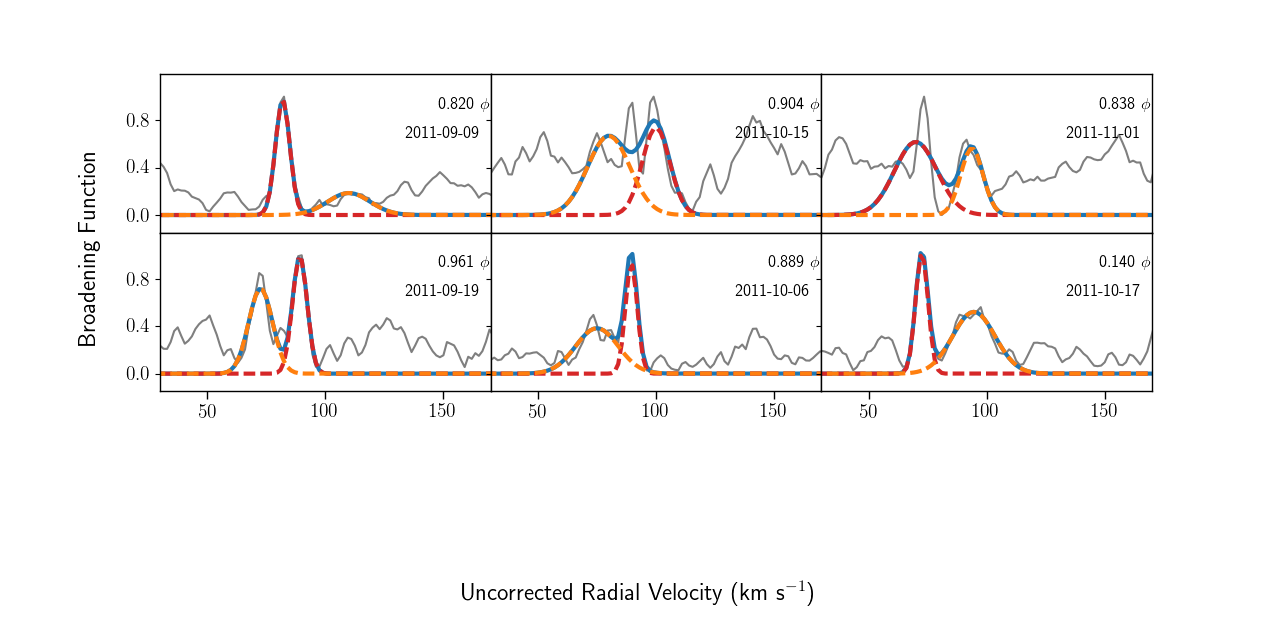 Broadening Function
0.8
0.4
0.0
0.820 ϕ
2011-09-09
0.904 ϕ
2011-10-15
0.838 ϕ
2011-11-01
0.8
0.4
0.0
0.961 ϕ
2011-09-19
0.889 ϕ
2011-10-06
0.140 ϕ
2011-10-17
50 100 150 50 100 150 50 100 150
Uncorrected Radial Velocity (km s⁻¹)